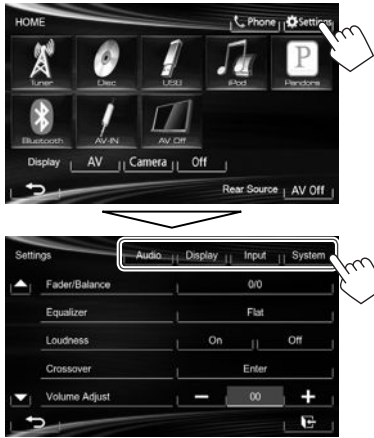 HOME Phone Settings
Tuner Disc USB iPod Pandora
P
Bluetooth AV-IN AV Off
Display AV Camera Off
Rear Source AV Off
Settings Audio Display Input System
Fader/Balance 0/0
Equalizer Flat
Loudness On Off
Crossover Enter
Volume Adjust 00